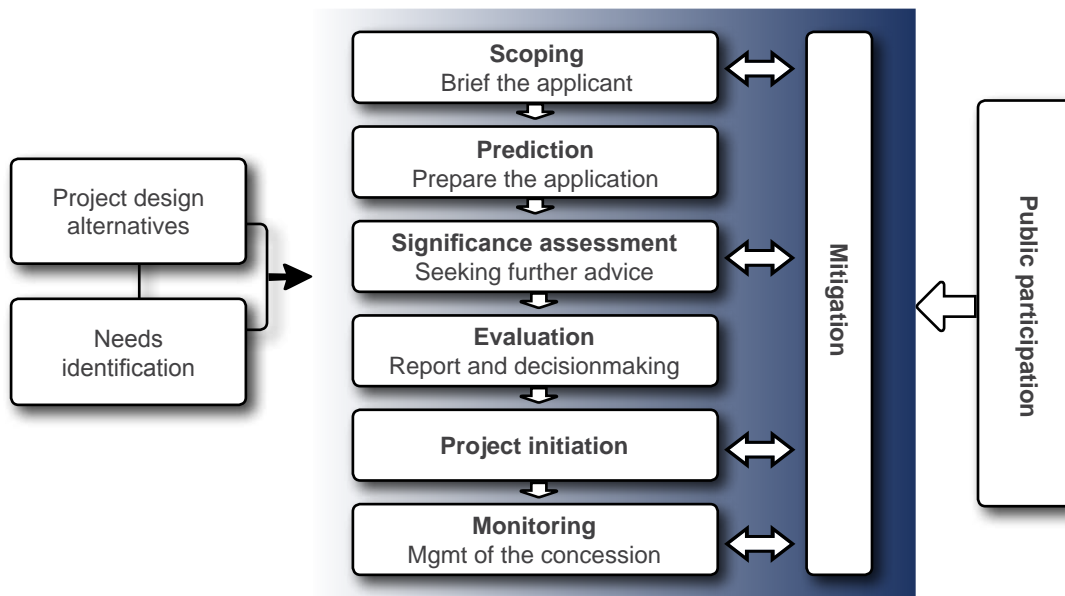 Project design
alternatives
Needs
identification
Scoping
Brief the applicant
Prediction
Prepare the application
Significance assessment
Seeking further advice
Evaluation
Report and decisionmaking
Project initiation
Monitoring
Mgmt of the concession
Mitigation
Public participation